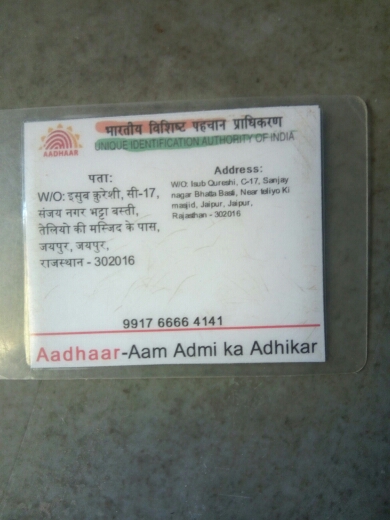 AADHAAR
भारतीय विशिष्ट पहचान प्राधिकरण
UNIQUE IDENTIFICATION AUTHORITY OF INDIA
पता:
W/O: इसुब कुरेशी, सी-17,
संजय नगर भट्टा बस्ती,
तेलियो की मस्जिद के पास,
जयपुर, जयपुर,
राजस्थान - 302016
Address:
W/O: Isub Qureshi, C-17, Sanjay
nagar Bhatta Basti, Near teliyo Ki
masjid, Jaipur, Jaipur,
Rajasthan - 302016
9917 6666 4141
Aadhaar-Aam Admi ka Adhikar